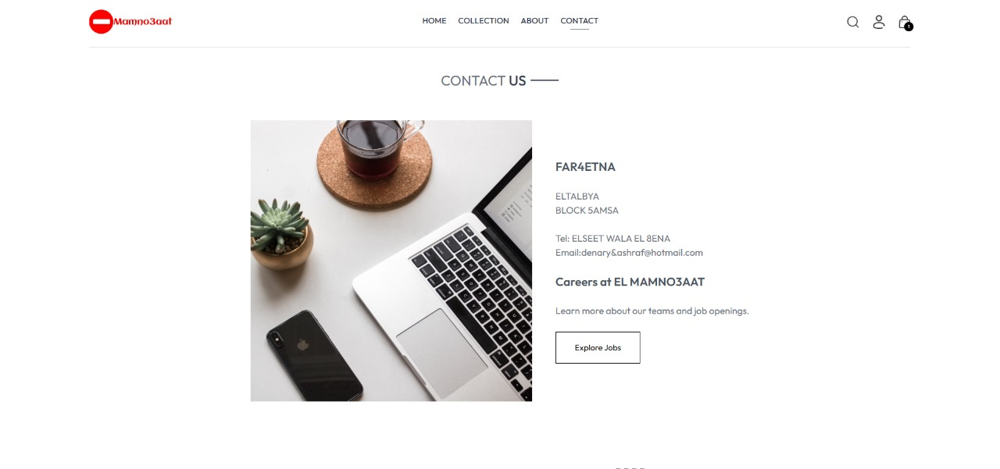 Mamno3aat
HOME COLLECTION ABOUT CONTACT
1
CONTACT US
FAR4ETNA
ELTALBYA
BLOCK 5AMSA
Tel: ELSEET WALA EL 8ENA
Email:denary&ashraf@hotmail.com
Careers at EL MAMNO3AAT
Learn more about our teams and job openings.
Explore Jobs